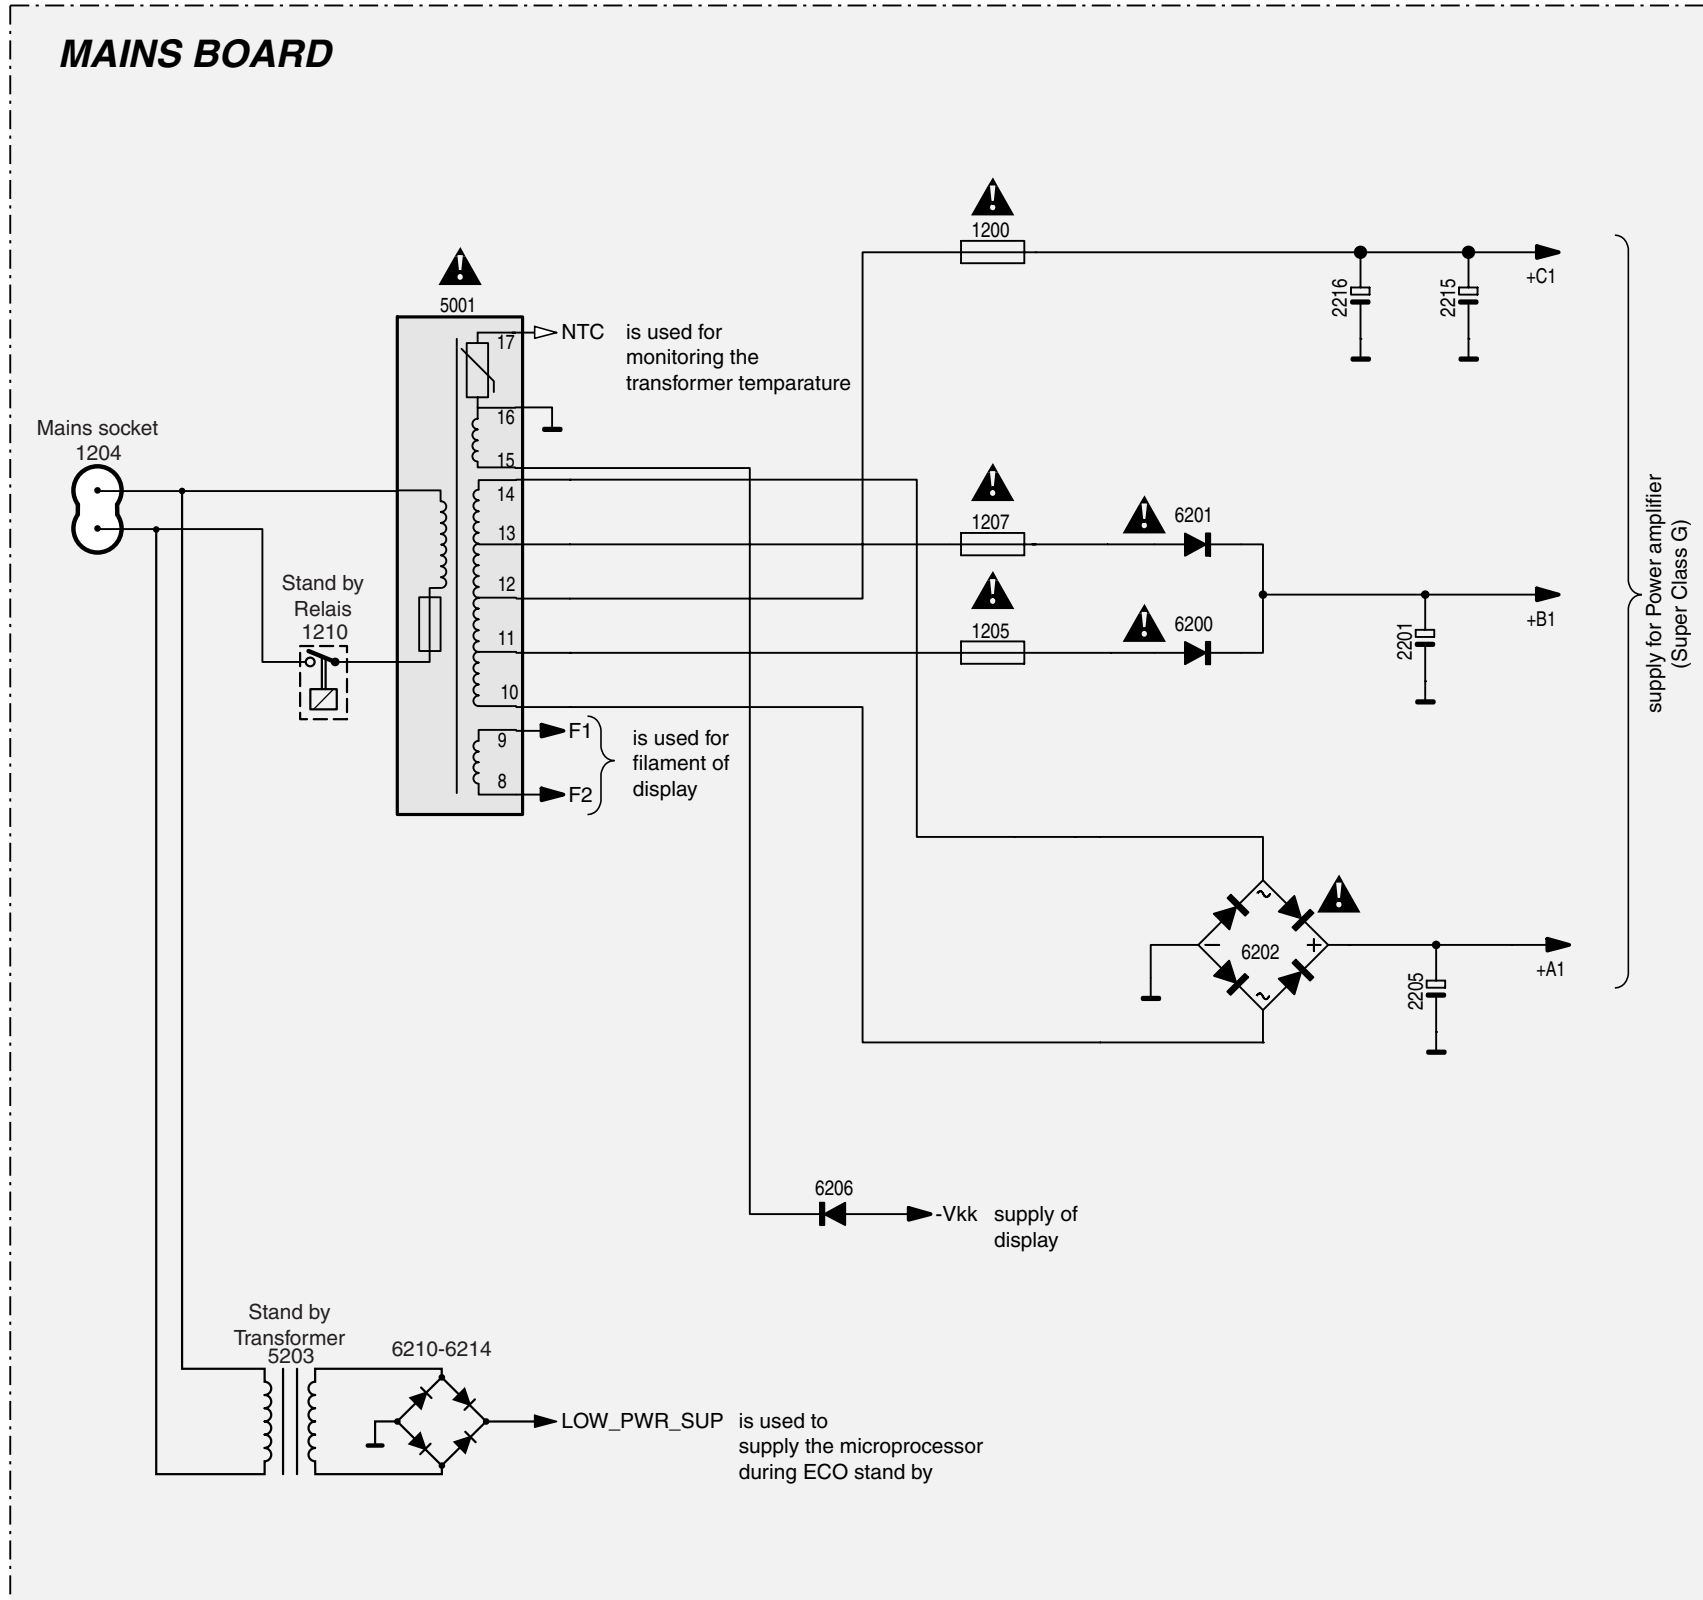 MAINS BOARD
1200
+C1
2216
2215
5001
17
NTC
is used for
monitoring the
transformer temparature
16
15
Mains socket
1204
14
13
12
11
10
9
8
1207
6201
1205
6200
+B1
2201
supply for Power amplifier
(Super Class G)
Stand by
Relais
1210
F1
F2
is used for
filament of
display
6202
~
~
+A1
2205
6206
-Vkk
supply of
display
Stand by
Transformer
5203
6210-6214
LOW_PWR_SUP
is used to
supply the microprocessor
during ECO stand by